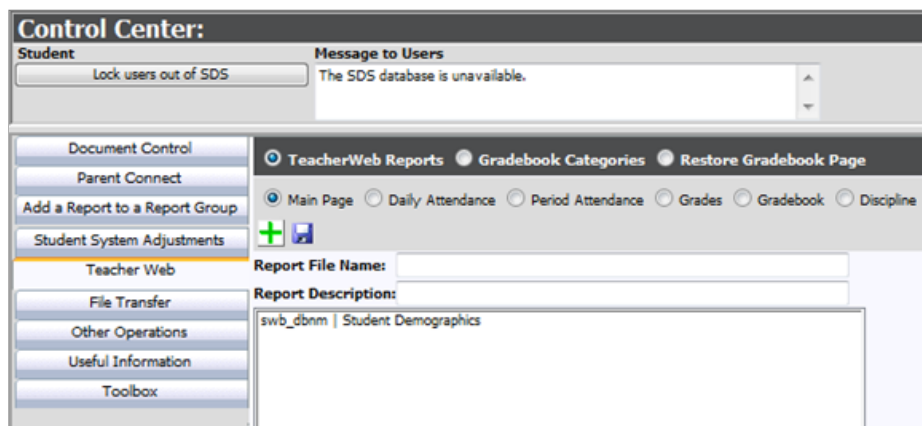 Control Center:
Student
Message to Users
Lock users out of SDS
The SDS database is unavailable.
Document Control
Parent Connect
Add a Report to a Report Group
Student System Adjustments
Teacher Web
File Transfer
Other Operations
Useful Information
Toolbox
TeacherWeb Reports Gradebook Categories Restore Gradebook Page
Main Page Daily Attendance Period Attendance Grades Gradebook Discipline
Report File Name:
Report Description:
swb_dbnm | Student Demographics